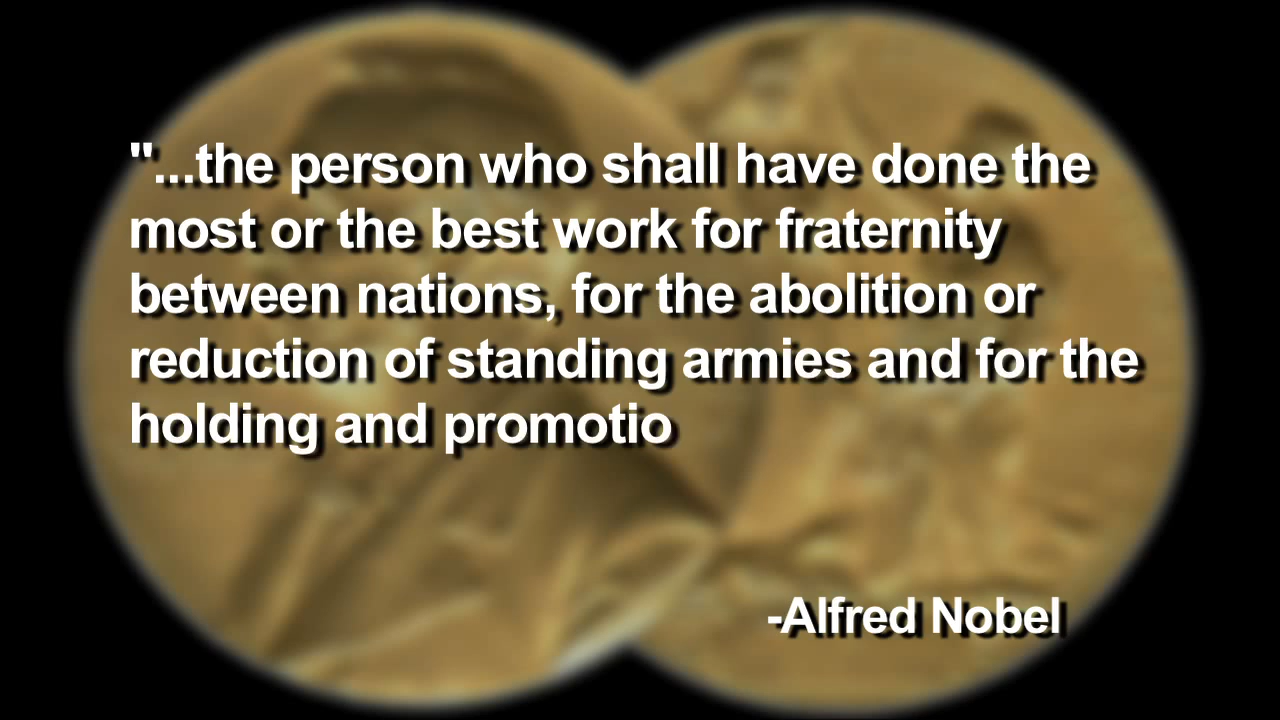 "...the person who shall have done the
most or the best work for fraternity
between nations, for the abolition or
reduction of standing armies and for the
holding and promotio
-Alfred Nobel